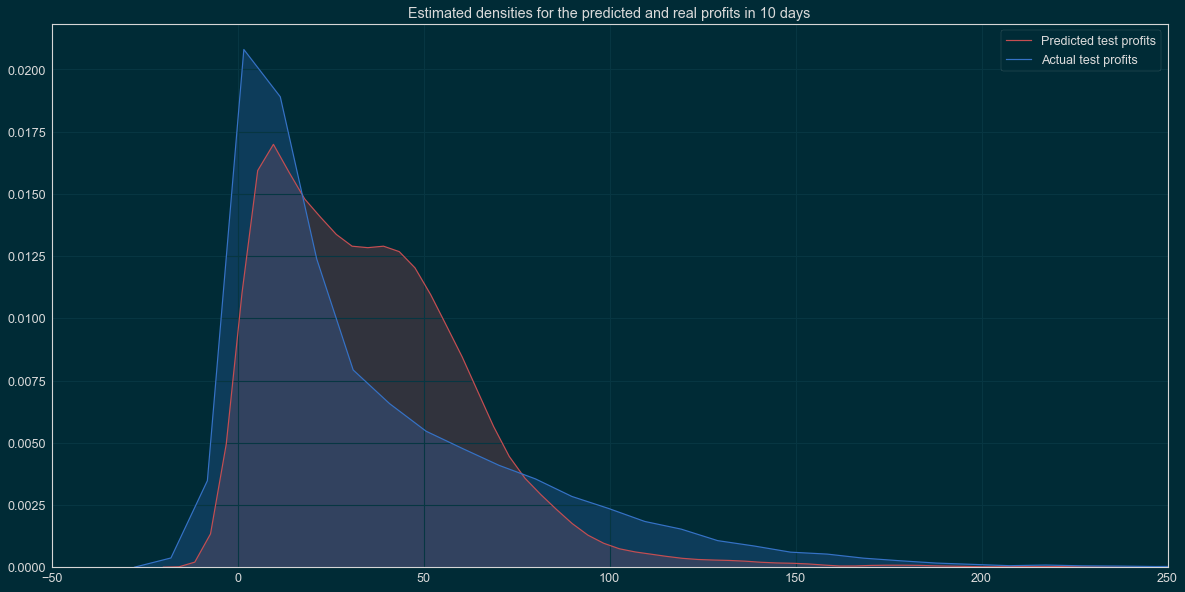 Estimated densities for the predicted and real profits in 10 days
Predicted test profits
Actual test profits
0.0200
0.0175
0.0150
0.0125
0.0100
0.0075
0.0050
0.0025
0.0000
−50 0 50 100 150 200 250